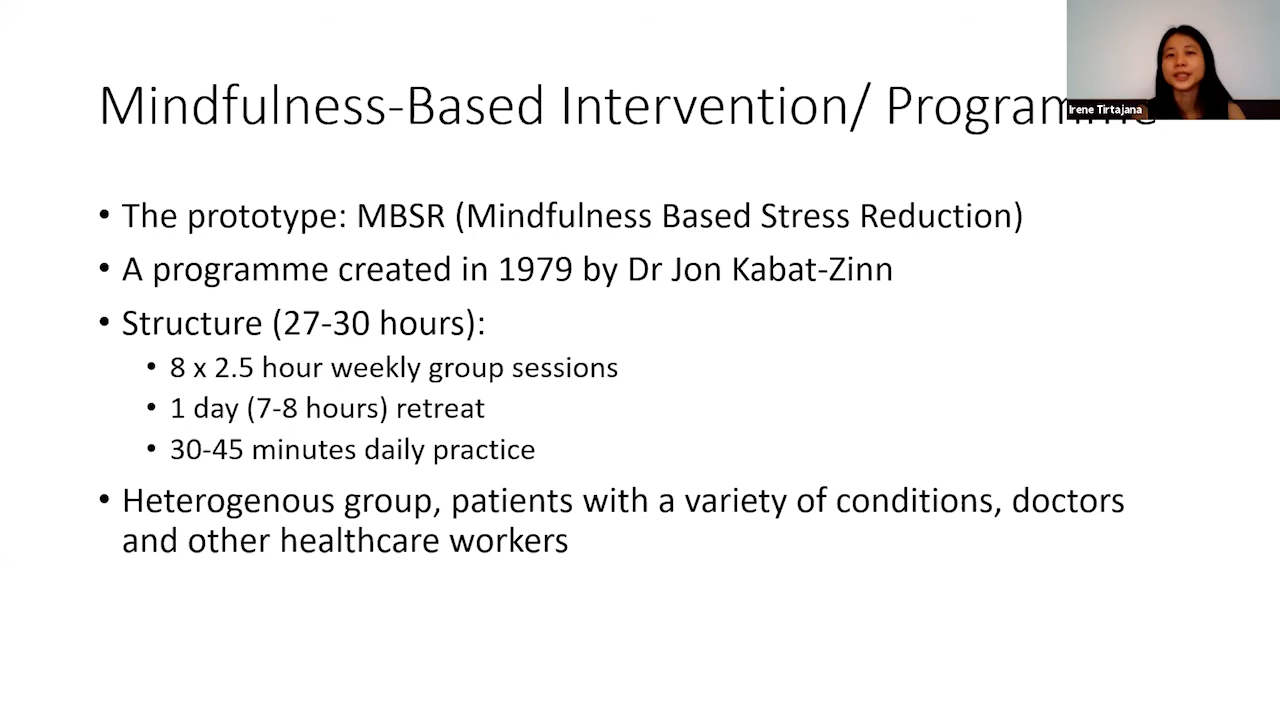 Mindfulness-Based Intervention/ Programme
Irene Tirtajana
• The prototype: MBSR (Mindfulness Based Stress Reduction)
• A programme created in 1979 by Dr Jon Kabat-Zinn
• Structure (27-30 hours):
• 8 x 2.5 hour weekly group sessions
• 1 day (7-8 hours) retreat
• 30-45 minutes daily practice
• Heterogenous group, patients with a variety of conditions, doctors
and other healthcare workers